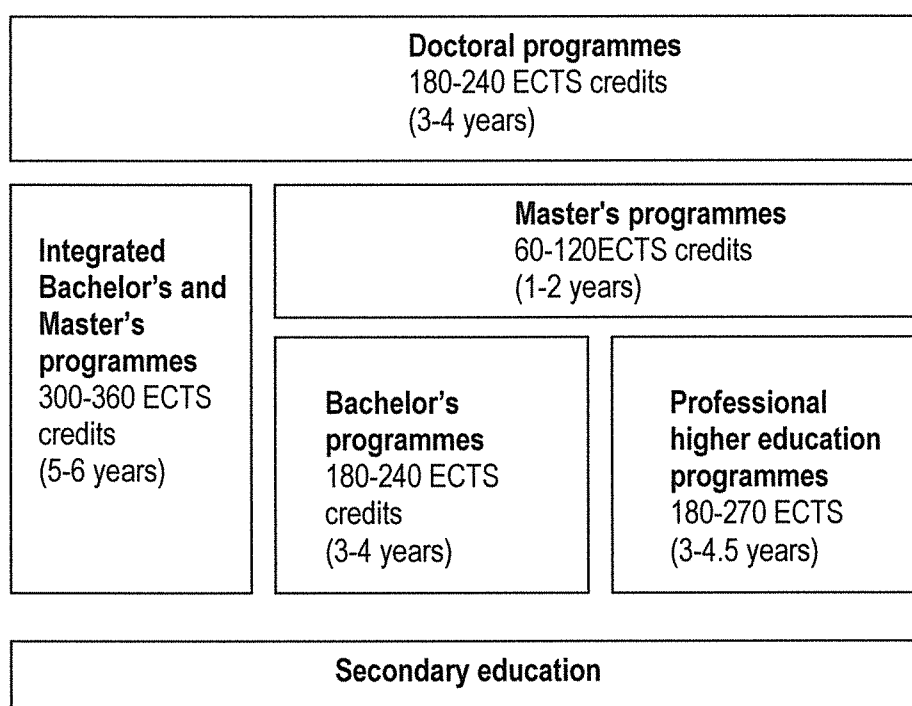 Doctoral programmes
180-240 ECTS credits
(3-4 years)
Integrated
Bachelor's and
Master's
programmes
300-360 ECTS
credits
(5-6 years)
Master's programmes
60-120ECTS credits
(1-2 years)
Bachelor's
programmes
180-240 ECTS
credits
(3-4 years)
Professional
higher education
programmes
180-270 ECTS
(3-4.5 years)
Secondary education